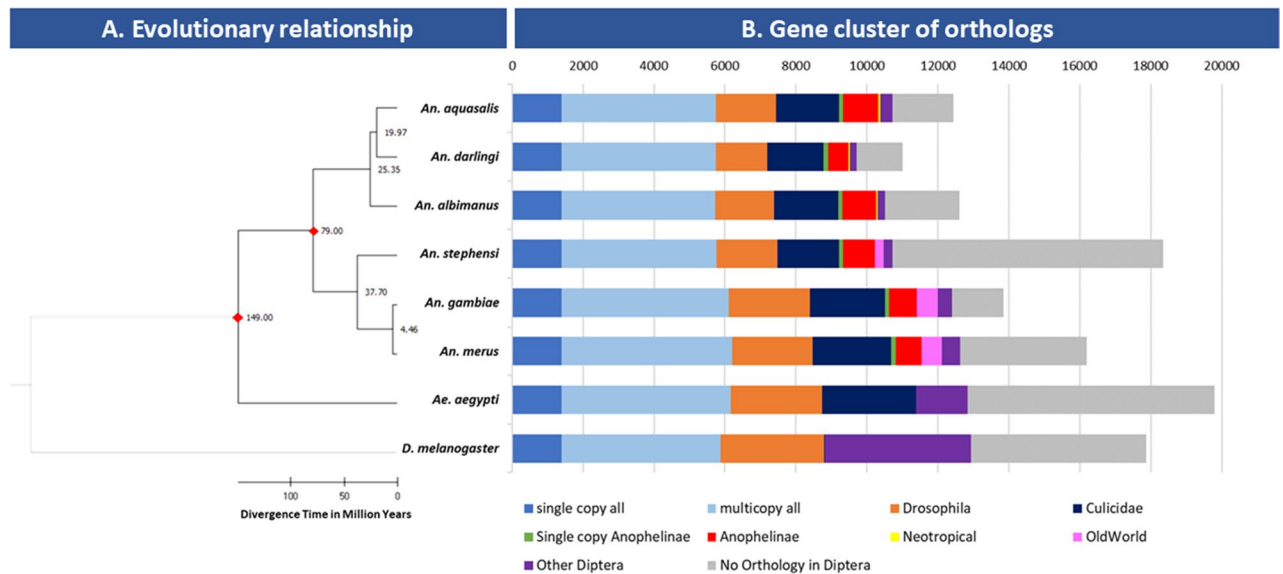 A. Evolutionary relationship
B. Gene cluster of orthologs
0 2000 4000 6000 8000 10000 12000 14000 16000 18000 20000
An. aquasalis
19.97
An. darlingi
25.35
An. albimanus
79.00
An. stephensi
37.70
An. gambiae
149.00
4.46
An. merus
Ae. aegypti
D. melanogaster
100 50 0
Divergence Time in Million Years
single copy all multicopy all Drosophila Culicidae
Single copy Anophelinae Anophelinae Neotropical OldWorld
Other Diptera No Orthology in Diptera